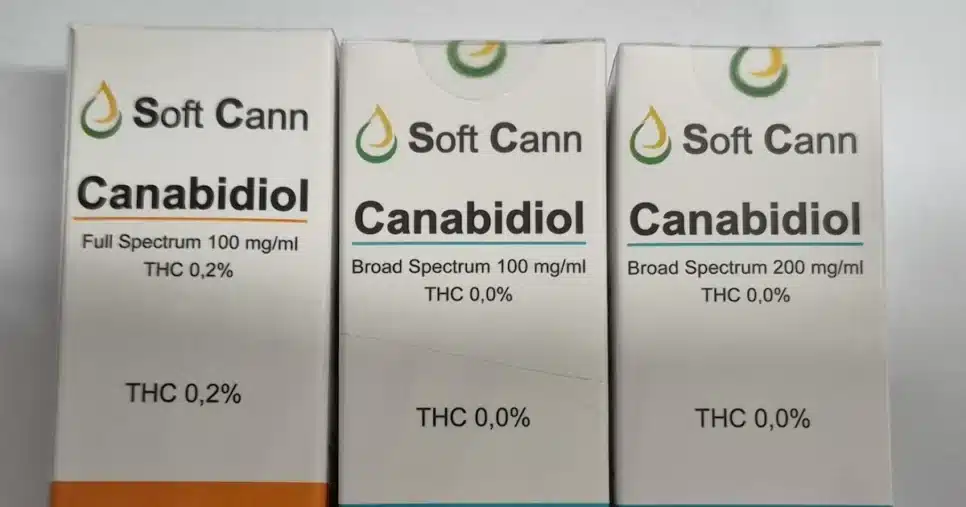 Soft Cann
Canabidiol
Full Spectrum 100 mg/ml
THC 0,2%
THC 0,2%
Soft Cann
Canabidiol
Broad Spectrum 100 mg/ml
THC 0,0%
THC 0,0%
Soft Cann
Canabidiol
Broad Spectrum 200 mg/ml
THC 0,0%
THC 0,0%